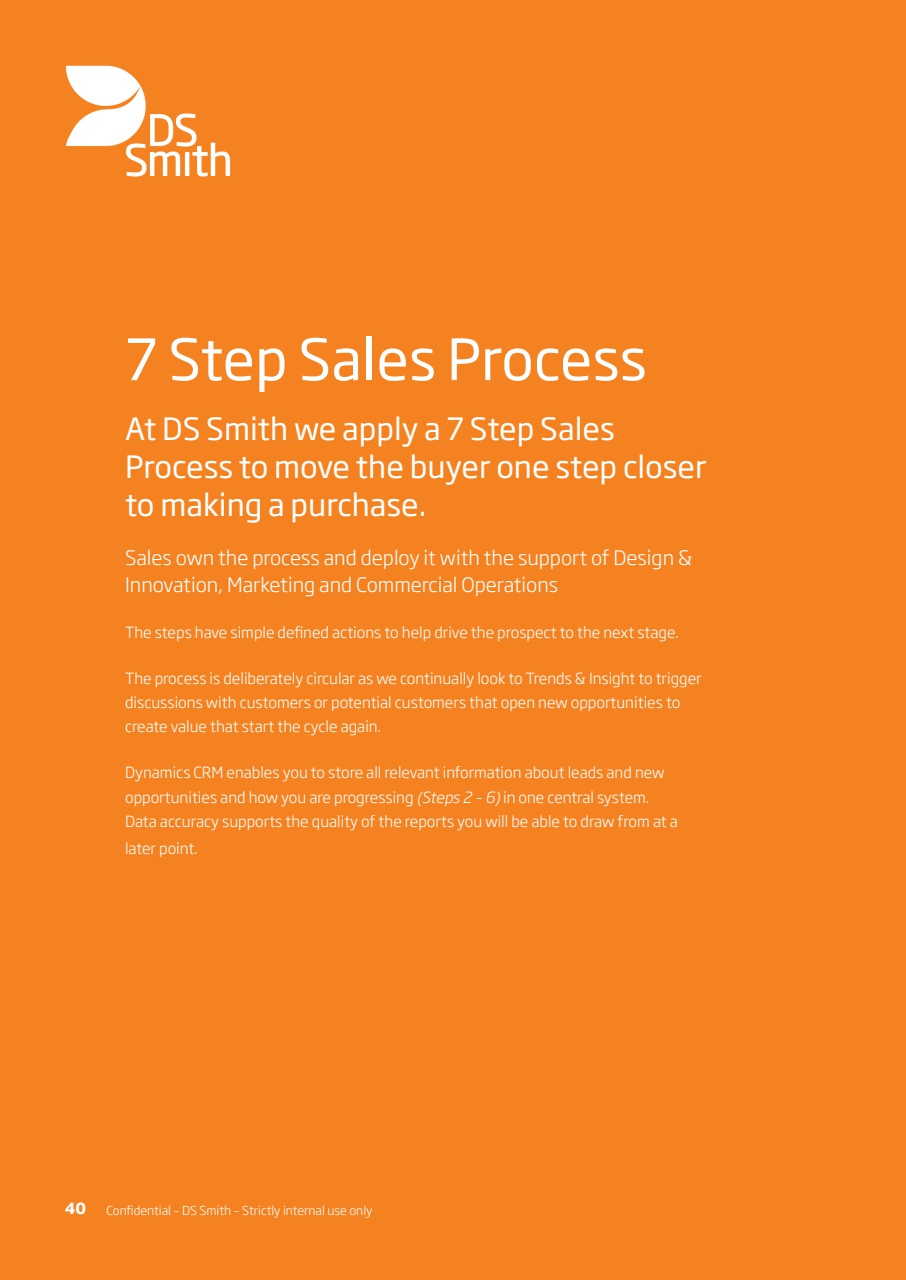 DS
Smith
7 Step Sales Process
At DS Smith we apply a 7 Step Sales
Process to move the buyer one step closer
to making a purchase.
Sales own the process and deploy it with the support of Design &
Innovation, Marketing and Commercial Operations
The steps have simple defined actions to help drive the prospect to the next stage.
The process is deliberately circular as we continually look to Trends & Insight to trigger
discussions with customers or potential customers that open new opportunities to
create value that start the cycle again.
Dynamics CRM enables you to store all relevant information about leads and new
opportunities and how you are progressing (Steps 2 – 6) in one central system.
Data accuracy supports the quality of the reports you will be able to draw from at a
later point.
40 Confidential – DS Smith – Strictly internal use only